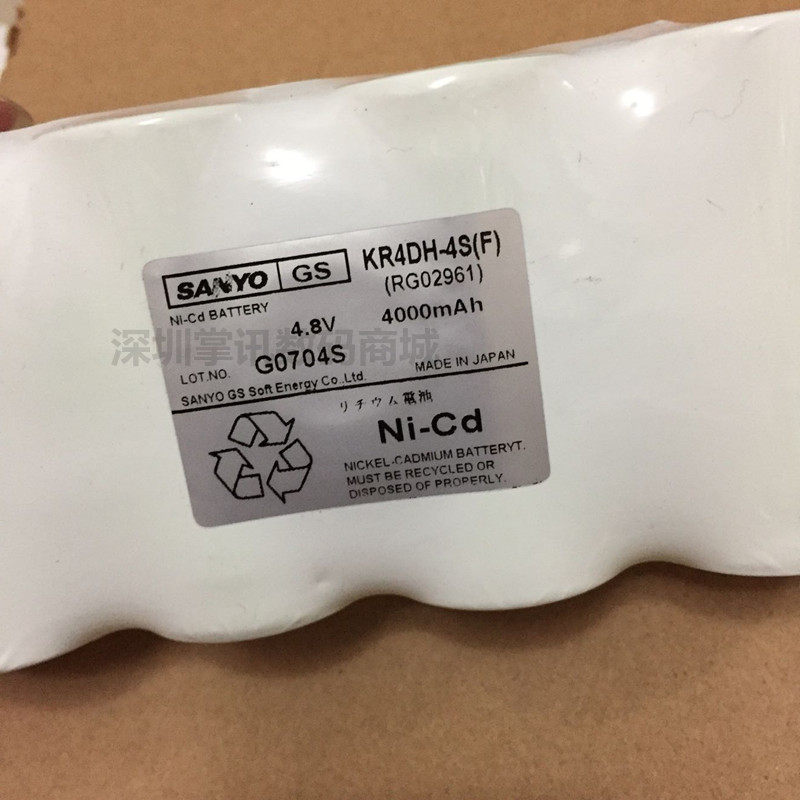 SANYO GS
KR4DH-4S(F)
(RG02961)
Ni-Cd BATTERY
4.8V 4000mAh
深圳掌讯数码商城
LOT.NO. G0704S
MADE IN JAPAN
SANYO GS Soft Energy Co.,Ltd.
リチウム電池
Ni-Cd
NICKEL-CADMIUM BATTERYT.
MUST BE RECYCLED OR
DISPOSED OF PROPERLY.